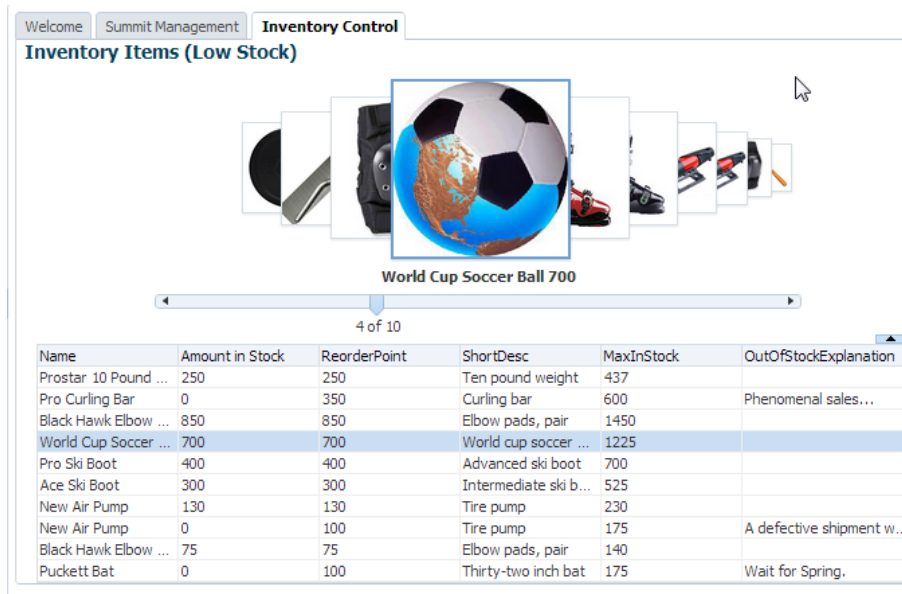 Welcome Summit Management Inventory Control
Inventory Items (Low Stock)
World Cup Soccer Ball 700
4 of 10
Name Amount in Stock ReorderPoint ShortDesc MaxInStock OutOfStockExplanation
Prostar 10 Pound ... 250 250 Ten pound weight 437
Pro Curling Bar 0 350 Curling bar 600 Phenomenal sales...
Black Hawk Elbow ... 850 850 Elbow pads, pair 1450
World Cup Soccer ... 700 700 World cup soccer ... 1225
Pro Ski Boot 400 400 Advanced ski boot 700
Ace Ski Boot 300 300 Intermediate ski b... 525
New Air Pump 130 130 Tire pump 230
New Air Pump 0 100 Tire pump 175 A defective shipment w..
Black Hawk Elbow ... 75 75 Elbow pads, pair 140
Puckett Bat 0 100 Thirty-two inch bat 175 Wait for Spring.